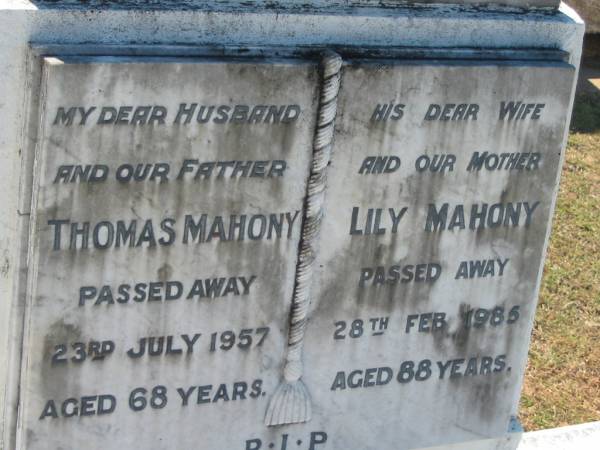 MY DEAR HUSBAND
AND OUR FATHER
THOMAS MAHONY
PASSED AWAY
23RD JULY 1957
AGED 68 YEARS.
HIS DEAR WIFE
AND OUR MOTHER
LILY MAHONY
PASSED AWAY
28TH FEB 1985
AGED 88 YEARS.
R·I·P